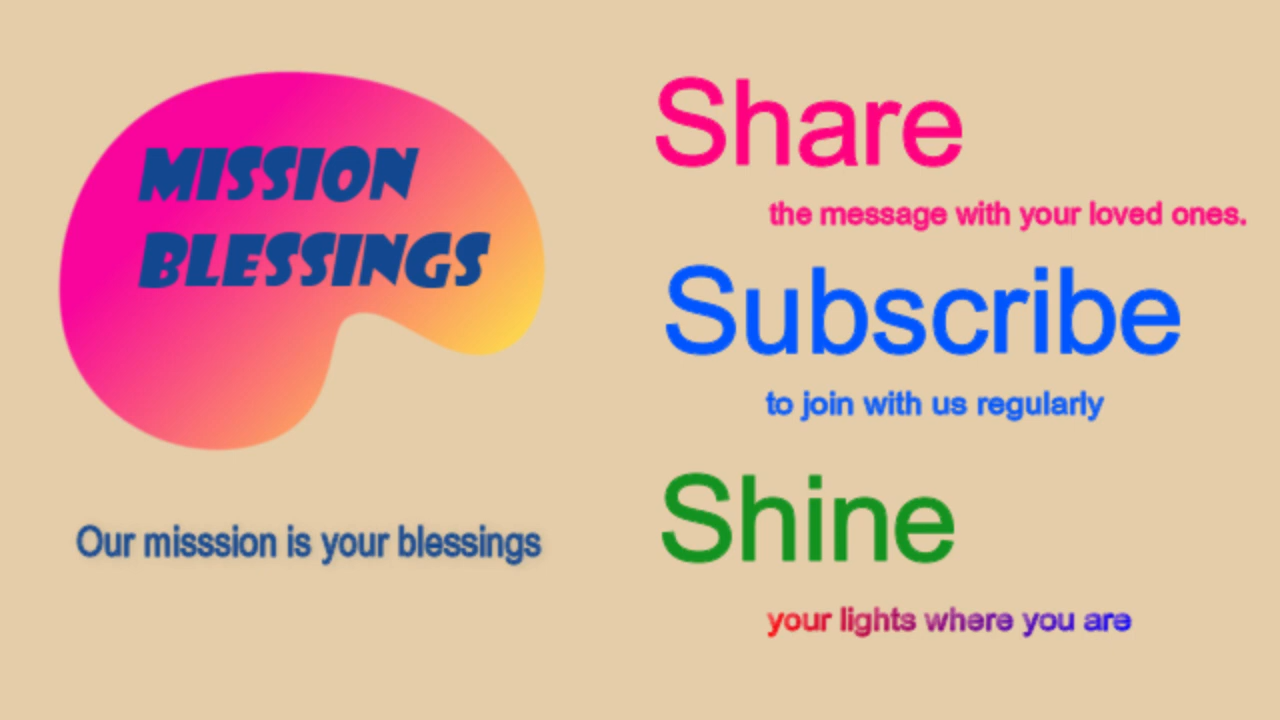 MISSION
BLESSINGS
Our misssion is your blessings
Share
the message with your loved ones.
Subscribe
to join with us regularly
Shine
your lights where you are